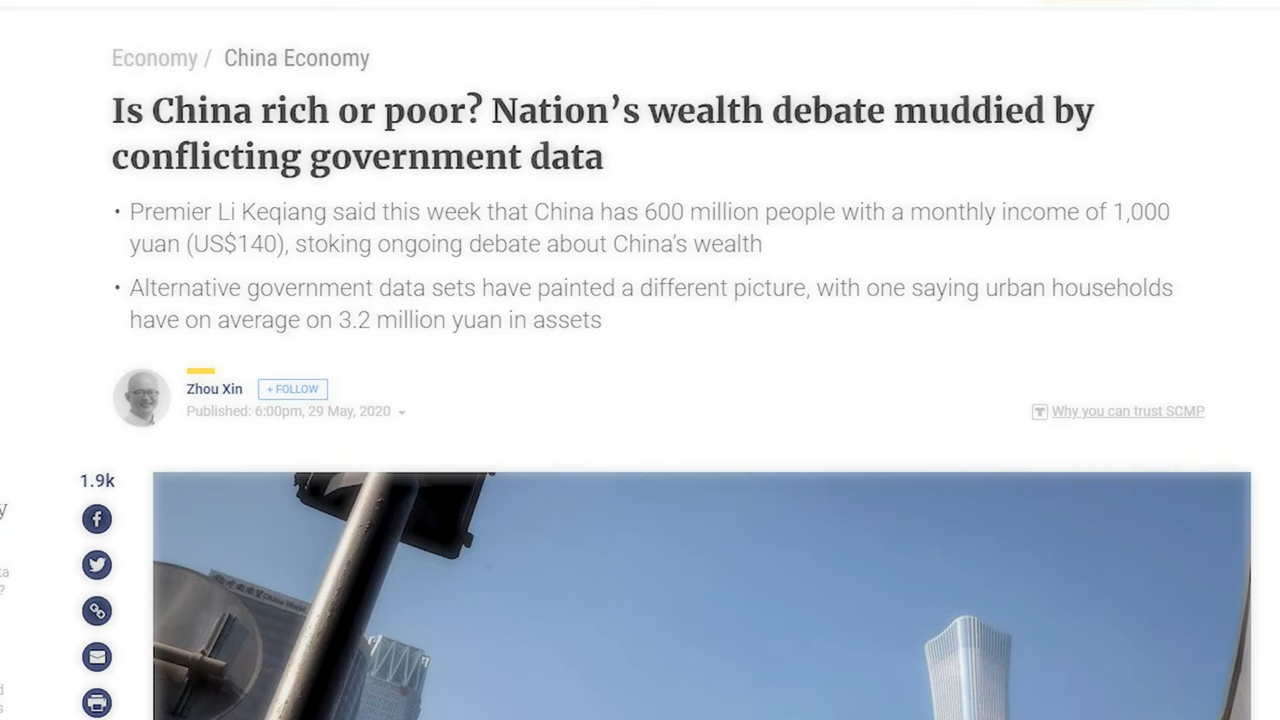 Economy / China Economy
Is China rich or poor? Nation’s wealth debate muddied by
conflicting government data
• Premier Li Keqiang said this week that China has 600 million people with a monthly income of 1,000
yuan (US$140), stoking ongoing debate about China’s wealth
• Alternative government data sets have painted a different picture, with one saying urban households
have on average on 3.2 million yuan in assets
Zhou Xin + FOLLOW
Published: 6:00pm, 29 May, 2020
Why you can trust SCMP
1.9k
y
ta
?
d
s
China World